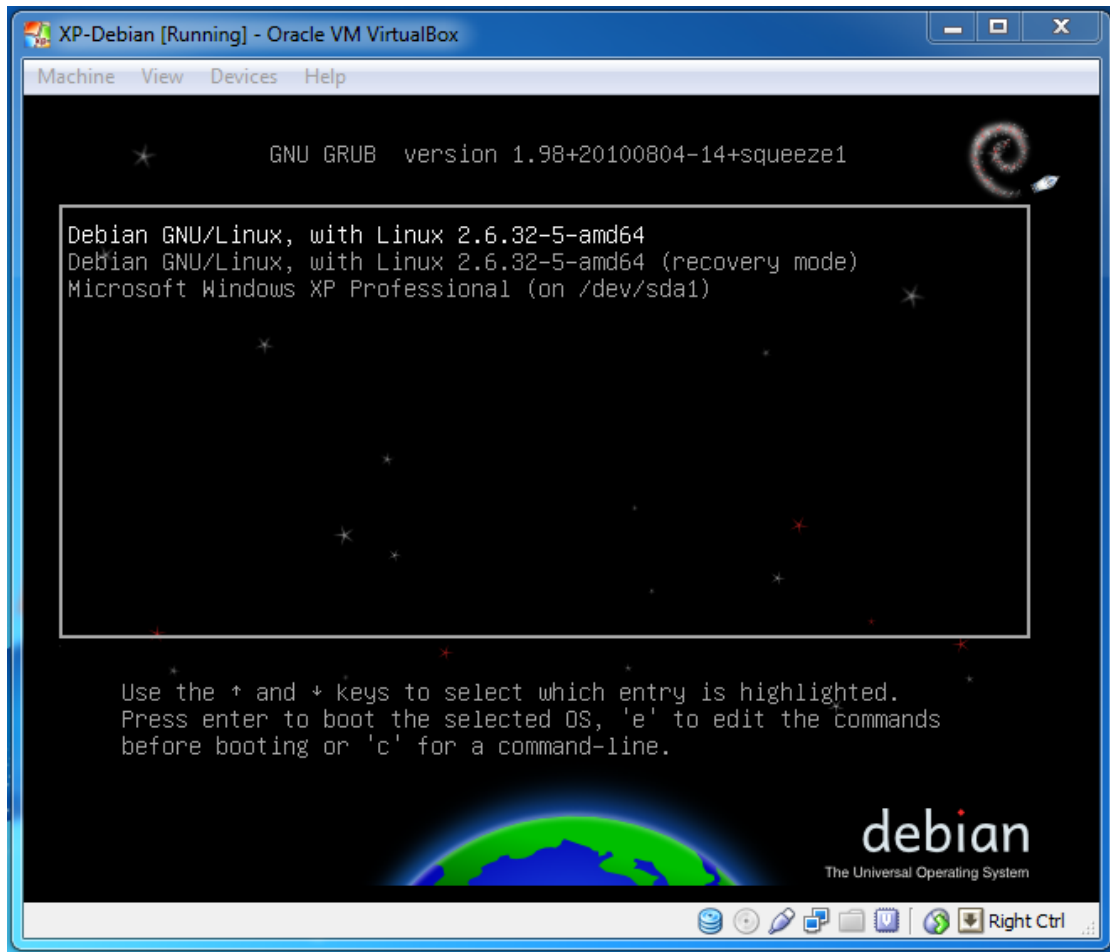 XP-Debian [Running] - Oracle VM VirtualBox
Machine View Devices Help
GNU GRUB version 1.98+20100804-14+squeeze1
Debian GNU/Linux, with Linux 2.6.32-5-amd64
Debian GNU/Linux, with Linux 2.6.32-5-amd64 (recovery mode)
Microsoft Windows XP Professional (on /dev/sda1)
Use the ↑ and ↓ keys to select which entry is highlighted.
Press enter to boot the selected OS, 'e' to edit the commands
before booting or 'c' for a command-line.
debian
The Universal Operating System
Right Ctrl